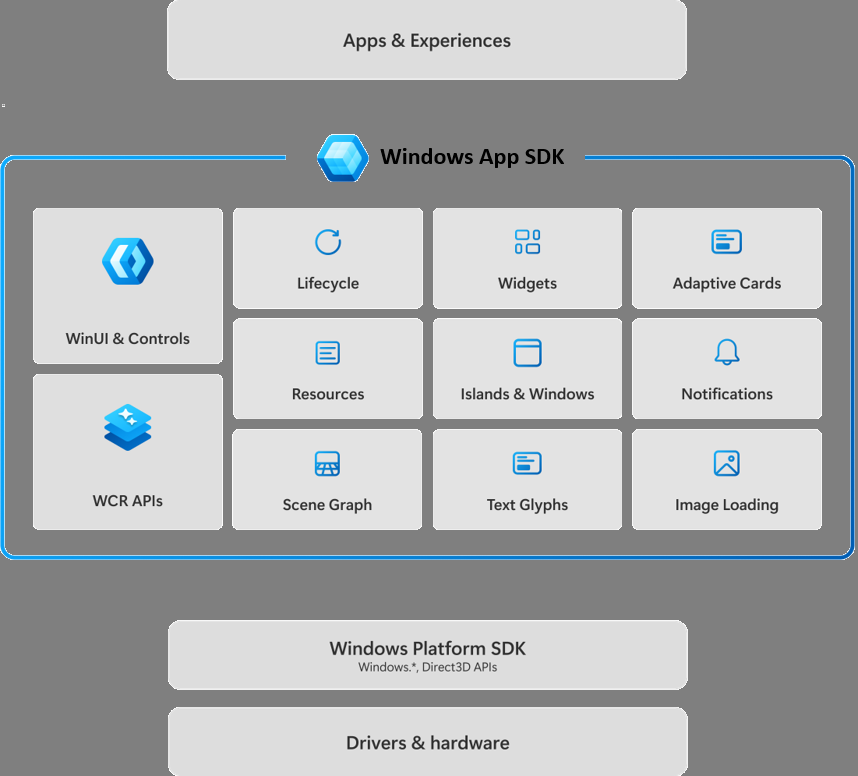 Apps & Experiences
Windows App SDK
WinUI & Controls
WCR APIs
Lifecycle
Widgets
Adaptive Cards
Resources
Islands & Windows
Notifications
Scene Graph
Text Glyphs
Image Loading
Windows Platform SDK
Windows.*, Direct3D APIs
Drivers & hardware